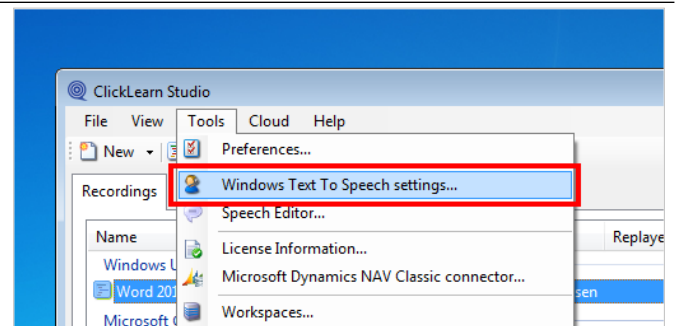 ClickLearn Studio
File View Tools Cloud Help
New
Preferences...
Recordings
Windows Text To Speech settings...
Speech Editor...
Name
Replaye
License Information...
Windows U
Microsoft Dynamics NAV Classic connector...
Word 201
sen
Workspaces...
Microsoft